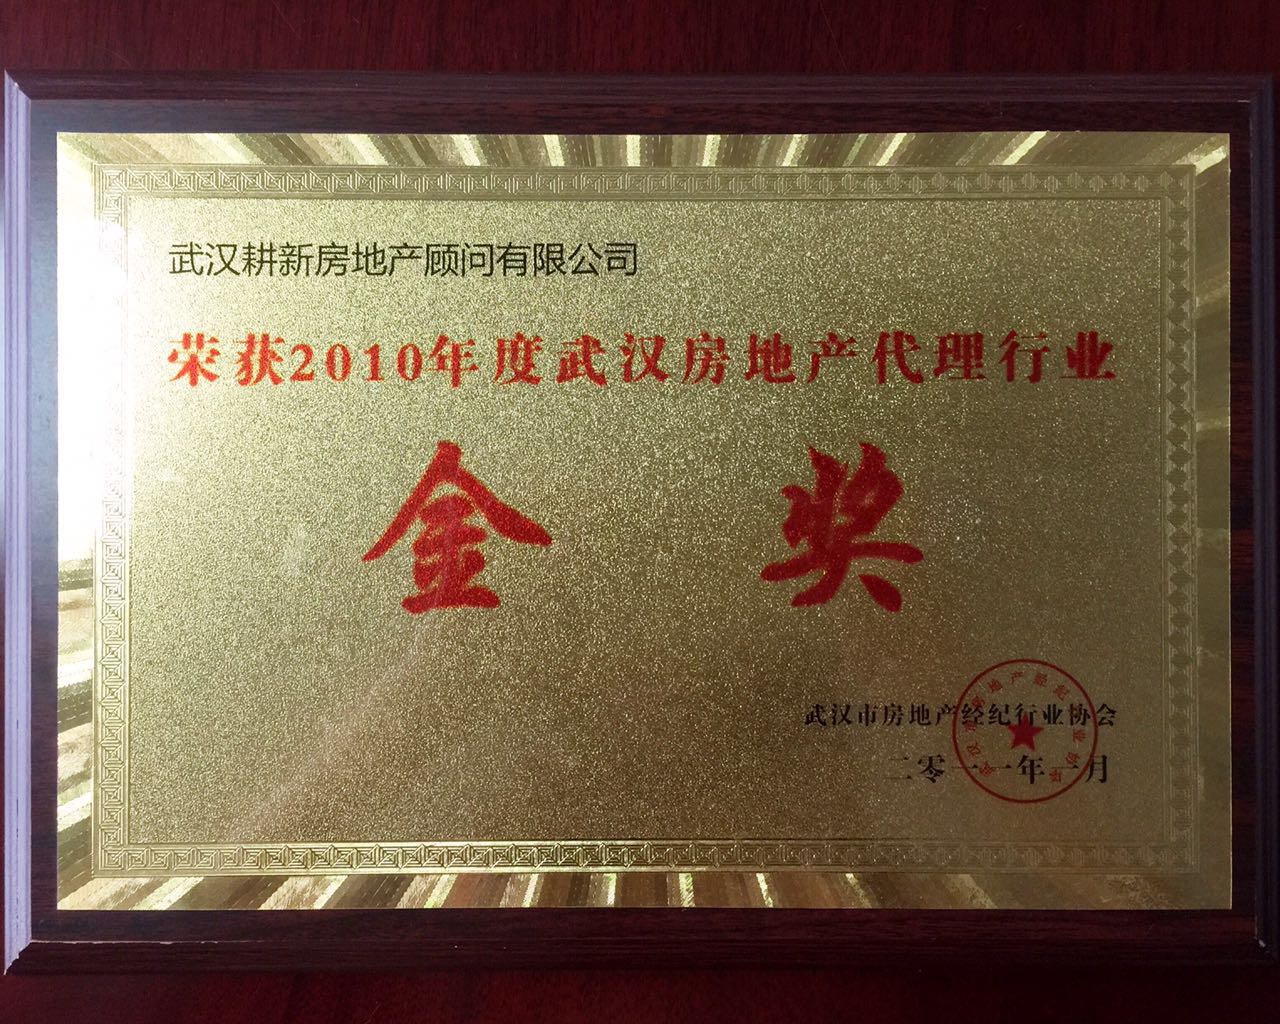 武汉耕新房地产顾问有限公司
荣获2010年度武汉房地产代理行业
金奖
武汉市房地产经纪行业协会
二零一一年一月